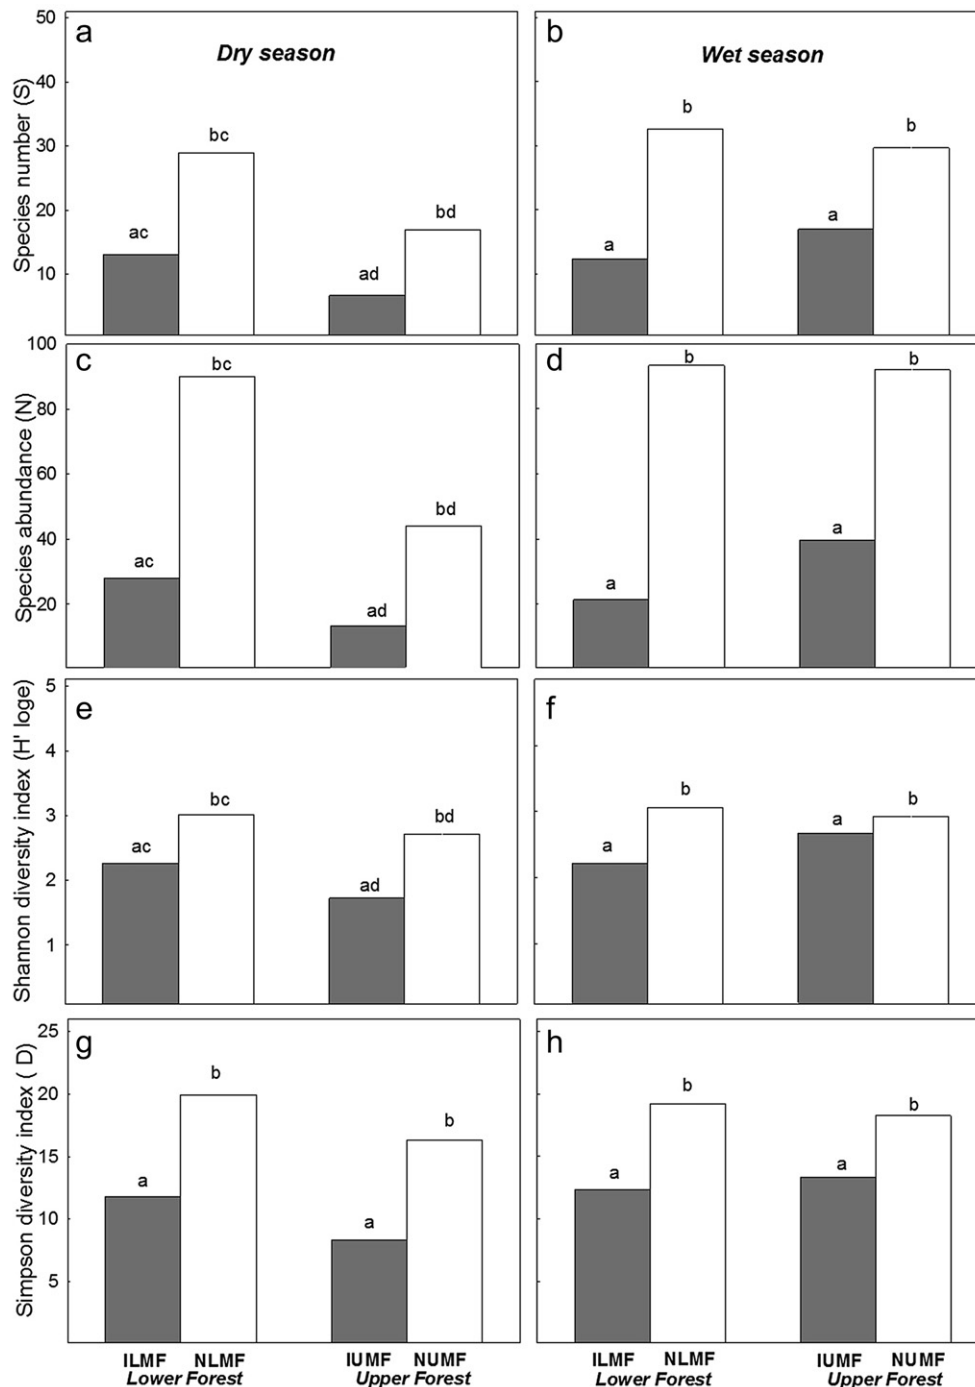 a
Dry season
b
Wet season
Species number (S)
50
40
30
20
10
ac
bc
ad
bd
a
b
a
b
c
d
Species abundance (N)
100
80
60
40
20
ac
bc
ad
bd
a
b
a
b
e
f
Shannon diversity index (H' loge)
5
4
3
2
1
ac
bc
ad
bd
a
b
a
b
g
h
Simpson diversity index ( D)
25
20
15
10
5
a
b
a
b
a
b
a
b
ILMF NLMF IUMF NUMF ILMF NLMF IUMF NUMF
Lower Forest Upper Forest Lower Forest Upper Forest